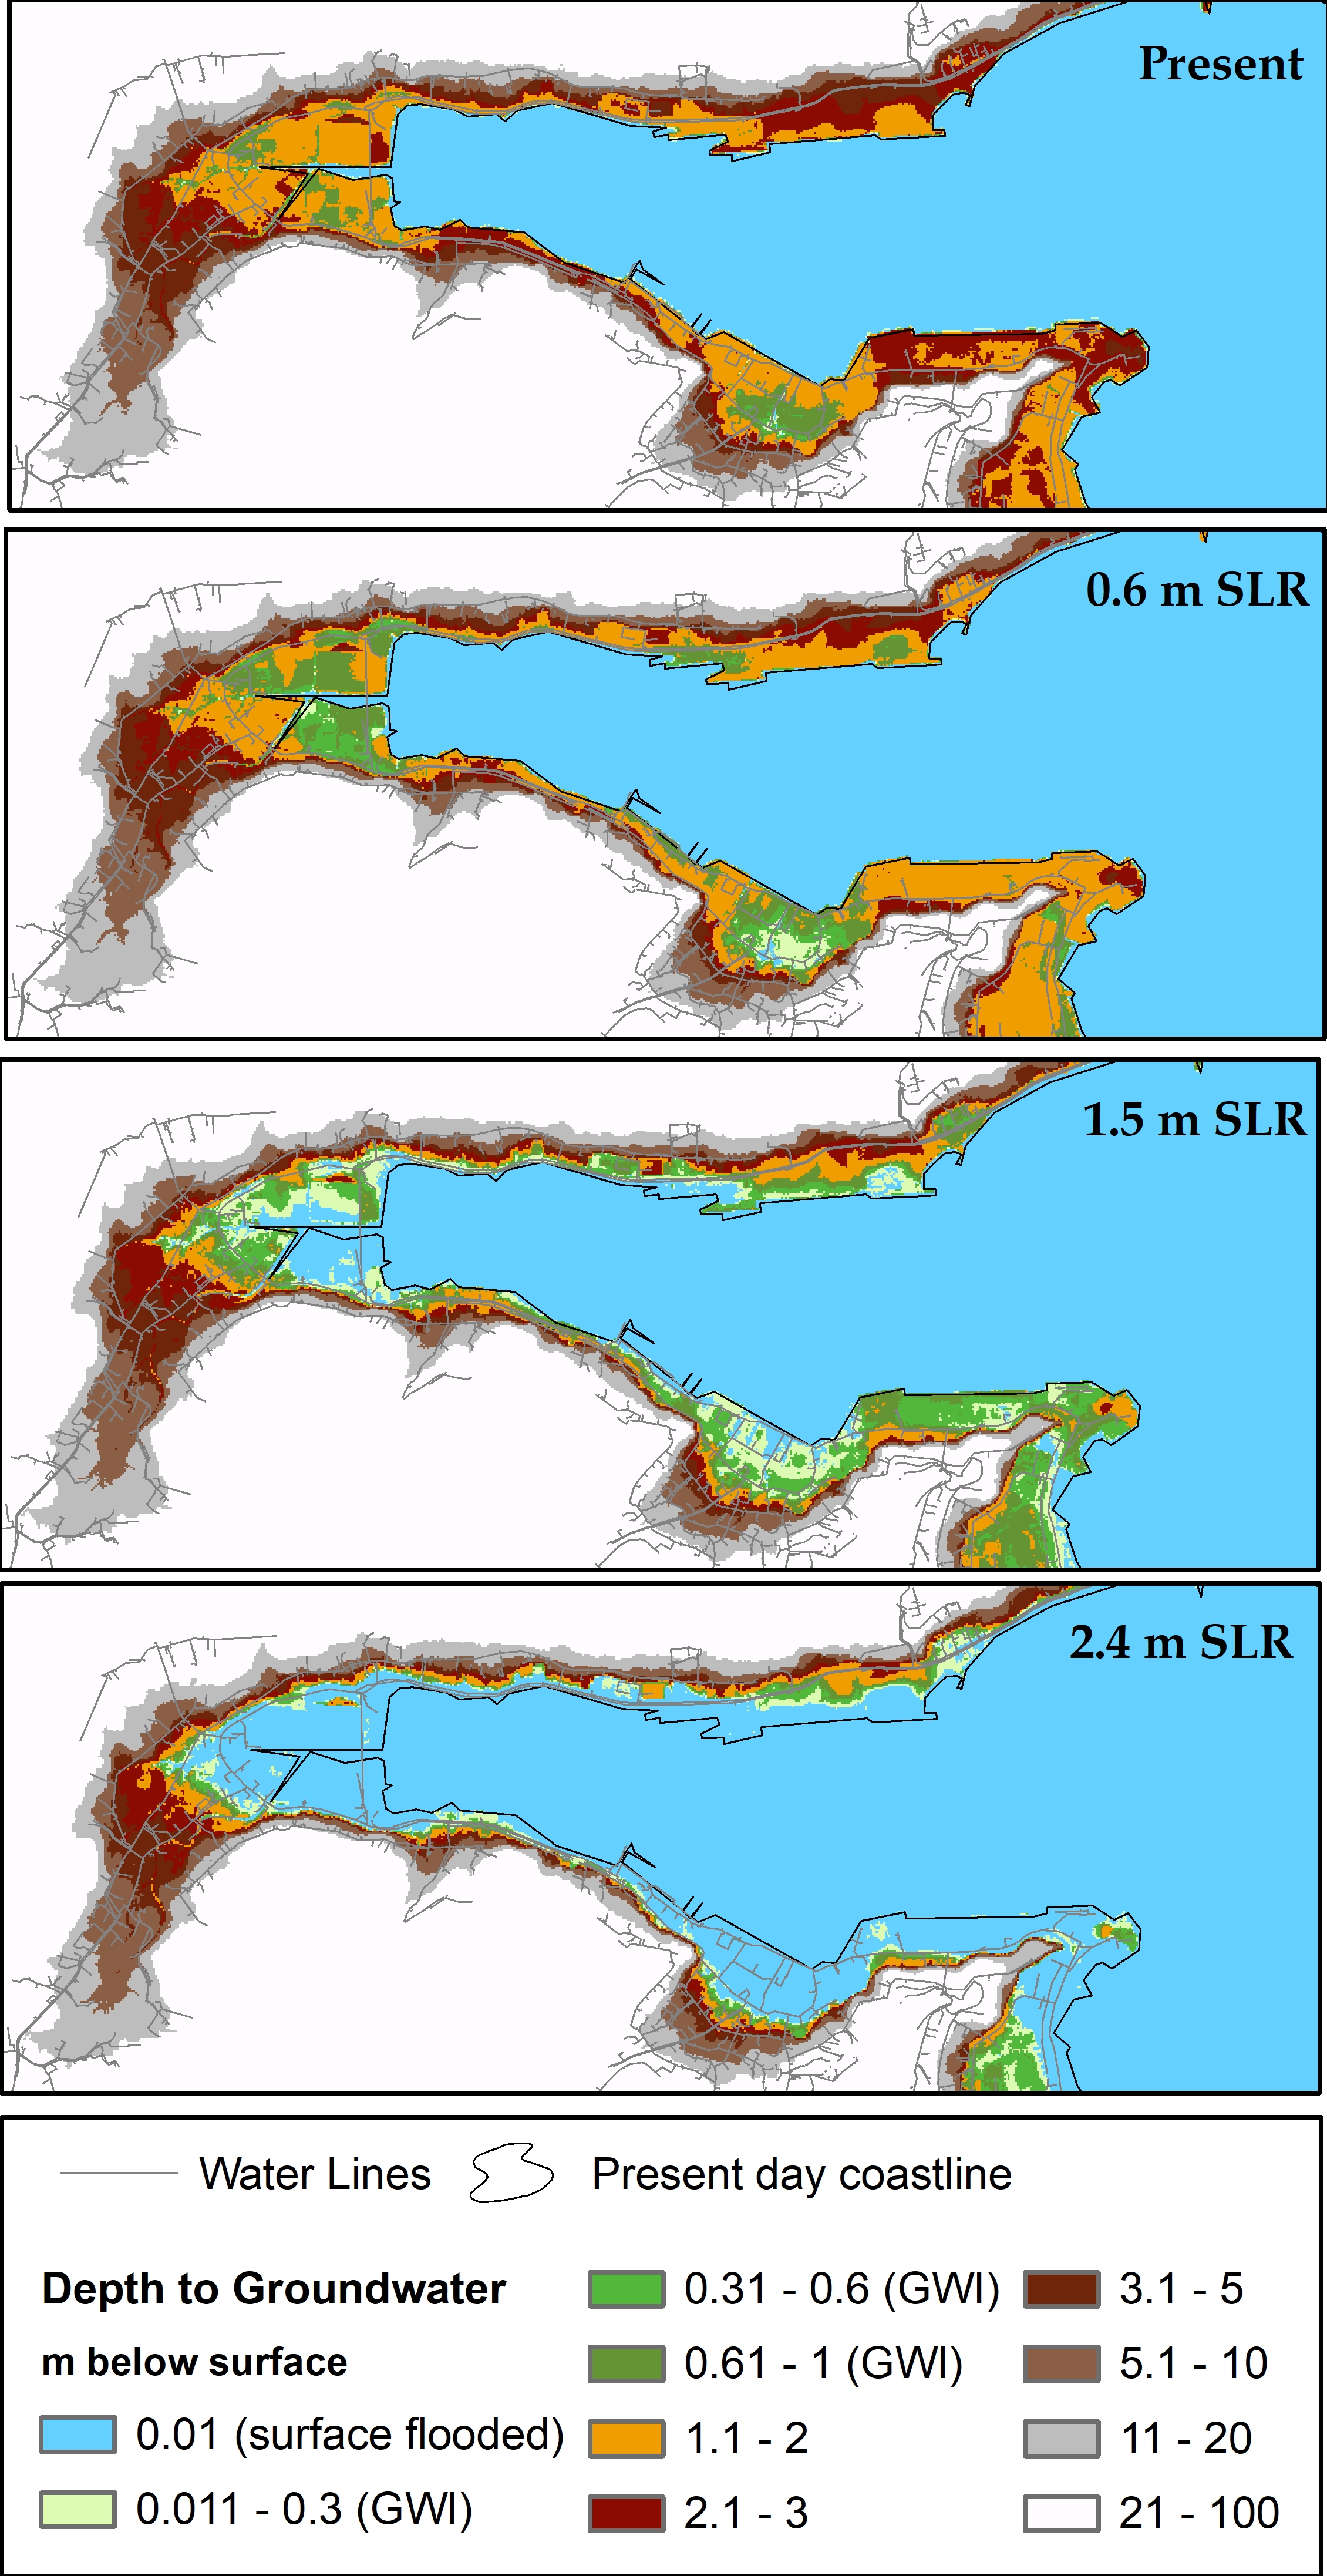 Present
0.6 m SLR
1.5 m SLR
2.4 m SLR
Water Lines
Present day coastline
Depth to Groundwater
m below surface
0.01 (surface flooded)
0.011 - 0.3 (GWI)
0.31 - 0.6 (GWI)
0.61 - 1 (GWI)
1.1 - 2
2.1 - 3
3.1 - 5
5.1 - 10
11 - 20
21 - 100